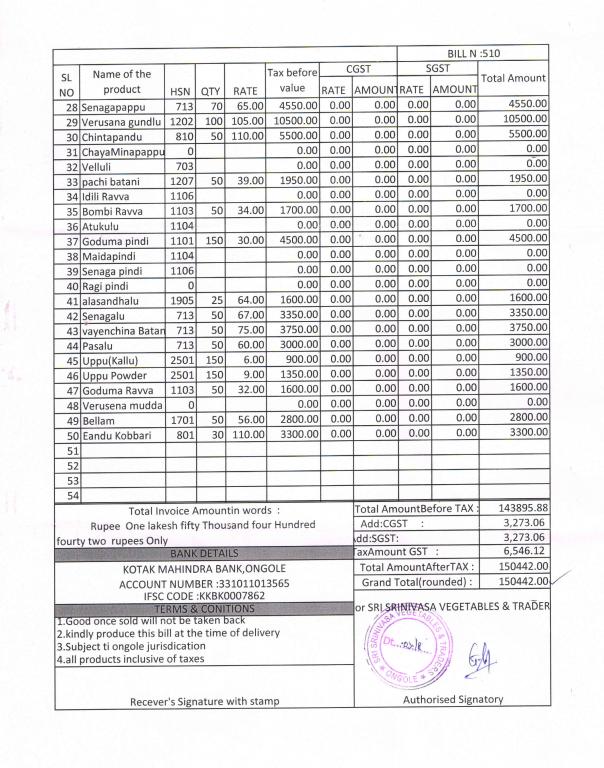 BILL N :510
SL NO Name of the product HSN QTY RATE Tax before value CGST RATE AMOUNT SGST RATE AMOUNT Total Amount
28 Senagapappu 713 70 65.00 4550.00 0.00 0.00 0.00 0.00 4550.00
29 Verusana gundlu 1202 100 105.00 10500.00 0.00 0.00 0.00 0.00 10500.00
30 Chintapandu 810 50 110.00 5500.00 0.00 0.00 0.00 0.00 5500.00
31 ChayaMinapappu 0 0.00 0.00 0.00 0.00 0.00 0.00
32 Velluli 703 0.00 0.00 0.00 0.00 0.00 0.00
33 pachi batani 1207 50 39.00 1950.00 0.00 0.00 0.00 0.00 1950.00
34 Idili Ravva 1106 0.00 0.00 0.00 0.00 0.00 0.00
35 Bombi Ravva 1103 50 34.00 1700.00 0.00 0.00 0.00 0.00 1700.00
36 Atukulu 1104 0.00 0.00 0.00 0.00 0.00 0.00
37 Goduma pindi 1101 150 30.00 4500.00 0.00 0.00 0.00 0.00 4500.00
38 Maidapindi 1104 0.00 0.00 0.00 0.00 0.00 0.00
39 Senaga pindi 1106 0.00 0.00 0.00 0.00 0.00 0.00
40 Ragi pindi 0 0.00 0.00 0.00 0.00 0.00 0.00
41 alasandhalu 1905 25 64.00 1600.00 0.00 0.00 0.00 0.00 1600.00
42 Senagalu 713 50 67.00 3350.00 0.00 0.00 0.00 0.00 3350.00
43 vayenchina Batan 713 50 75.00 3750.00 0.00 0.00 0.00 0.00 3750.00
44 Pasalu 713 50 60.00 3000.00 0.00 0.00 0.00 0.00 3000.00
45 Uppu(Kallu) 2501 150 6.00 900.00 0.00 0.00 0.00 0.00 900.00
46 Uppu Powder 2501 150 9.00 1350.00 0.00 0.00 0.00 0.00 1350.00
47 Goduma Ravva 1103 50 32.00 1600.00 0.00 0.00 0.00 0.00 1600.00
48 Verusena mudda 0 0.00 0.00 0.00 0.00 0.00 0.00
49 Bellam 1701 50 56.00 2800.00 0.00 0.00 0.00 0.00 2800.00
50 Eandu Kobbari 801 30 110.00 3300.00 0.00 0.00 0.00 0.00 3300.00
51
52
53
54
Total Invoice Amountin words :
Rupee One lakesh fifty Thousand four Hundred
fourty two rupees Only
Total AmountBefore TAX : 143895.88
Add:CGST : 3,273.06
Add:SGST: 3,273.06
TaxAmount GST : 6,546.12
Total AmountAfterTAX : 150442.00
Grand Total(rounded) : 150442.00
BANK DETAILS
KOTAK MAHINDRA BANK,ONGOLE
ACCOUNT NUMBER :331011013565
IFSC CODE :KKBK0007862
TERMS & CONITIONS
1.Good once sold will not be taken back
2.kindly produce this bill at the time of delivery
3.Subject ti ongole jurisdication
4.all products inclusive of taxes
or SRI SRINIVASA VEGETABLES & TRADER
SRI SRINIVASA VEGETABLES & TRADERS
ONGOLE
Recever's Signature with stamp
Authorised Signatory